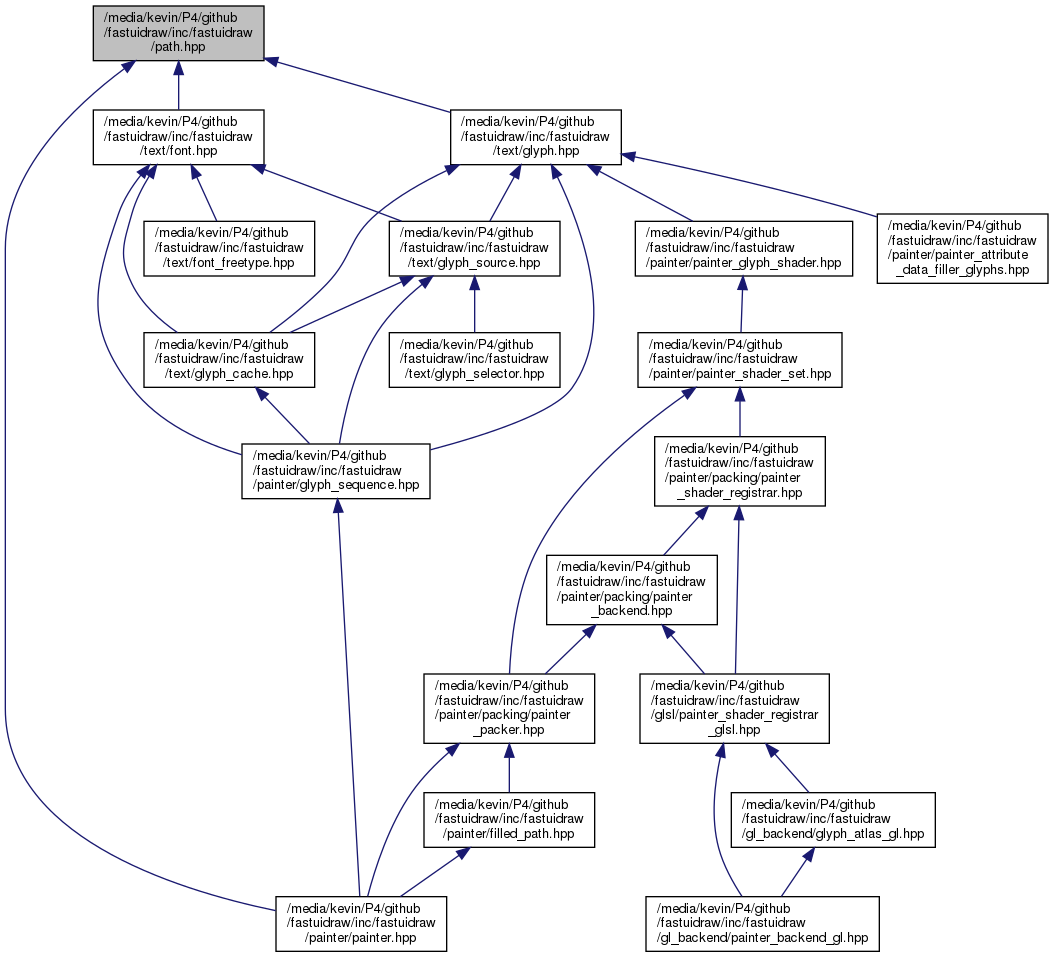 /media/kevin/P4/github
/fastuidraw/inc/fastuidraw
/path.hpp
/media/kevin/P4/github
/fastuidraw/inc/fastuidraw
/text/font.hpp
/media/kevin/P4/github
/fastuidraw/inc/fastuidraw
/text/glyph.hpp
/media/kevin/P4/github
/fastuidraw/inc/fastuidraw
/text/font_freetype.hpp
/media/kevin/P4/github
/fastuidraw/inc/fastuidraw
/text/glyph_source.hpp
/media/kevin/P4/github
/fastuidraw/inc/fastuidraw
/painter/painter_glyph_shader.hpp
/media/kevin/P4/github
/fastuidraw/inc/fastuidraw
/painter/painter_attribute
_data_filler_glyphs.hpp
/media/kevin/P4/github
/fastuidraw/inc/fastuidraw
/text/glyph_cache.hpp
/media/kevin/P4/github
/fastuidraw/inc/fastuidraw
/text/glyph_selector.hpp
/media/kevin/P4/github
/fastuidraw/inc/fastuidraw
/painter/painter_shader_set.hpp
/media/kevin/P4/github
/fastuidraw/inc/fastuidraw
/painter/glyph_sequence.hpp
/media/kevin/P4/github
/fastuidraw/inc/fastuidraw
/painter/packing/painter
_shader_registrar.hpp
/media/kevin/P4/github
/fastuidraw/inc/fastuidraw
/painter/packing/painter
_backend.hpp
/media/kevin/P4/github
/fastuidraw/inc/fastuidraw
/painter/packing/painter
_packer.hpp
/media/kevin/P4/github
/fastuidraw/inc/fastuidraw
/glsl/painter_shader_registrar
_glsl.hpp
/media/kevin/P4/github
/fastuidraw/inc/fastuidraw
/painter/filled_path.hpp
/media/kevin/P4/github
/fastuidraw/inc/fastuidraw
/gl_backend/glyph_atlas_gl.hpp
/media/kevin/P4/github
/fastuidraw/inc/fastuidraw
/painter/painter.hpp
/media/kevin/P4/github
/fastuidraw/inc/fastuidraw
/gl_backend/painter_backend_gl.hpp